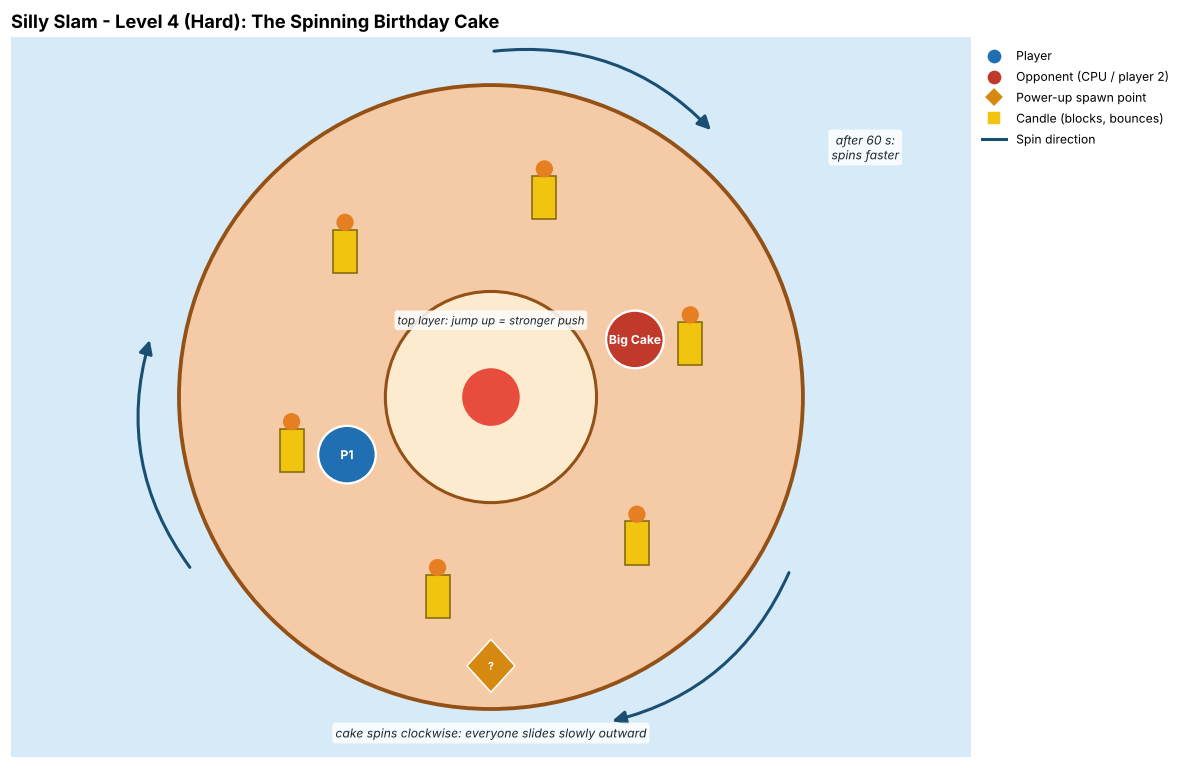 Silly Slam - Level 4 (Hard): The Spinning Birthday Cake
Player
Opponent (CPU / player 2)
Power-up spawn point
Candle (blocks, bounces)
Spin direction
after 60 s:
spins faster
top layer: jump up = stronger push
Big Cake
P1
?
cake spins clockwise: everyone slides slowly outward